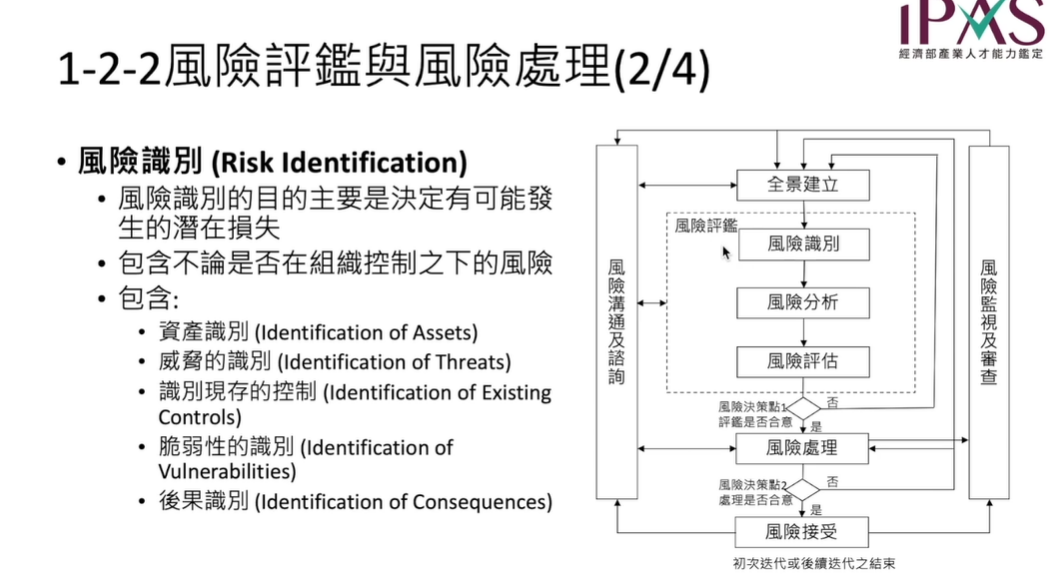 iPAS
經濟部產業人才能力鑑定
1-2-2風險評鑑與風險處理(2/4)
• 風險識別 (Risk Identification)
• 風險識別的目的主要是決定有可能發
生的潛在損失
• 包含不論是否在組織控制之下的風險
• 包含:
• 資產識別 (Identification of Assets)
• 威脅的識別 (Identification of Threats)
• 識別現存的控制 (Identification of Existing
Controls)
• 脆弱性的識別 (Identification of
Vulnerabilities)
• 後果識別 (Identification of Consequences)
風險溝通及諮詢
全景建立
風險評鑑
風險識別
風險分析
風險評估
風險決策點1
評鑑是否合意
否
是
風險處理
風險決策點2
處理是否合意
否
是
風險接受
風險監視及審查
初次迭代或後續迭代之結束